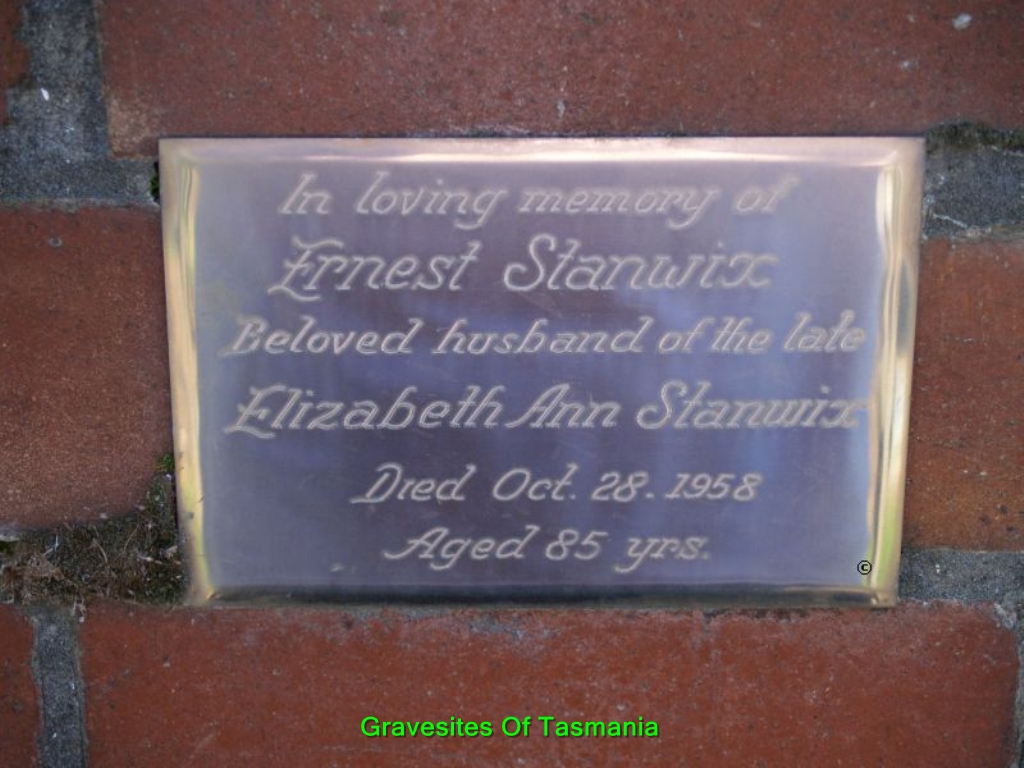 In loving memory of
Ernest Stanwix
Beloved husband of the late
Elizabeth Ann Stanwix
Died Oct. 28. 1958
Aged 85 yrs.
©
Gravesites Of Tasmania